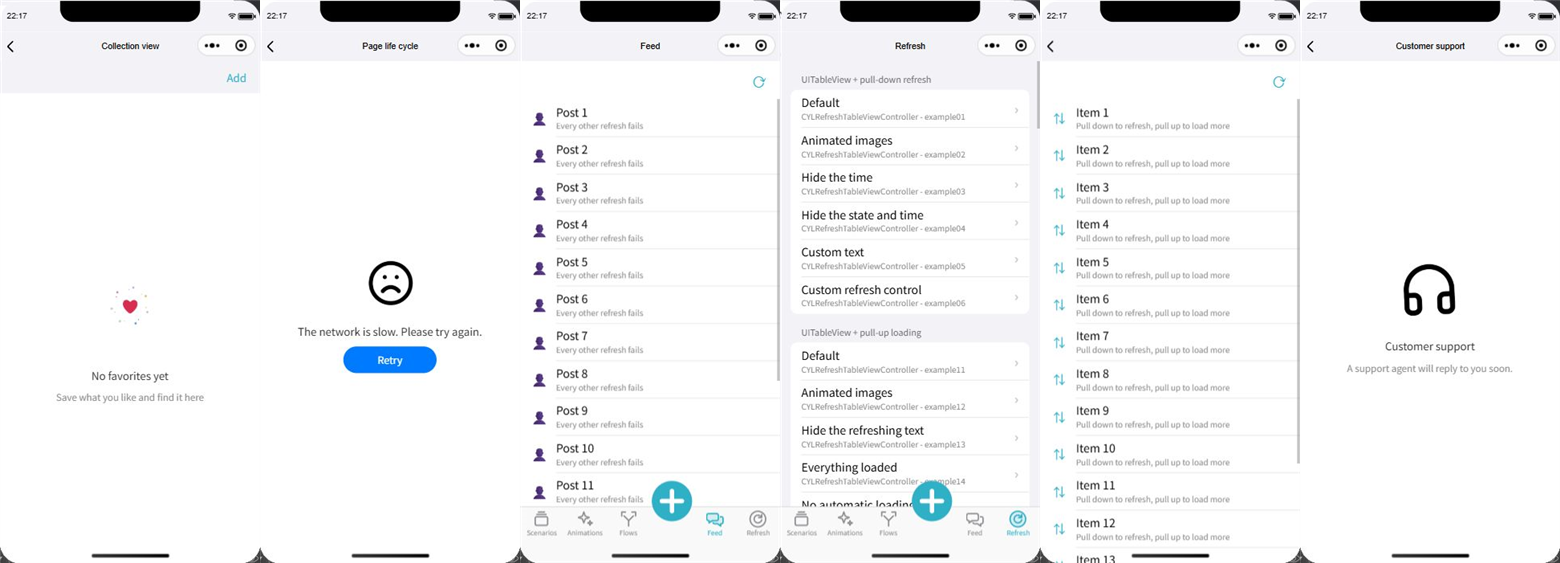 22:17
Collection view
Add
No favorites yet
Save what you like and find it here
22:17
Page life cycle
The network is slow. Please try again.
Retry
22:17
Feed
Post 1
Every other refresh fails
Post 2
Every other refresh fails
Post 3
Every other refresh fails
Post 4
Every other refresh fails
Post 5
Every other refresh fails
Post 6
Every other refresh fails
Post 7
Every other refresh fails
Post 8
Every other refresh fails
Post 9
Every other refresh fails
Post 10
Every other refresh fails
Post 11
Every other refresh fails
Scenarios
Animations
Flows
Feed
Refresh
22:17
Refresh
UITableView + pull-down refresh
Default
CYLRefreshTableViewController - example01
Animated images
CYLRefreshTableViewController - example02
Hide the time
CYLRefreshTableViewController - example03
Hide the state and time
CYLRefreshTableViewController - example04
Custom text
CYLRefreshTableViewController - example05
Custom refresh control
CYLRefreshTableViewController - example06
UITableView + pull-up loading
Default
CYLRefreshTableViewController - example11
Animated images
CYLRefreshTableViewController - example12
Hide the refreshing text
CYLRefreshTableViewController - example13
Everything loaded
CYLRefreshTableViewController - example14
No automatic loading
Scenarios
Animations
Flows
Feed
Refresh
22:17
Item 1
Pull down to refresh, pull up to load more
Item 2
Pull down to refresh, pull up to load more
Item 3
Pull down to refresh, pull up to load more
Item 4
Pull down to refresh, pull up to load more
Item 5
Pull down to refresh, pull up to load more
Item 6
Pull down to refresh, pull up to load more
Item 7
Pull down to refresh, pull up to load more
Item 8
Pull down to refresh, pull up to load more
Item 9
Pull down to refresh, pull up to load more
Item 10
Pull down to refresh, pull up to load more
Item 11
Pull down to refresh, pull up to load more
Item 12
Pull down to refresh, pull up to load more
Item 13
22:17
Customer support
Customer support
A support agent will reply to you soon.